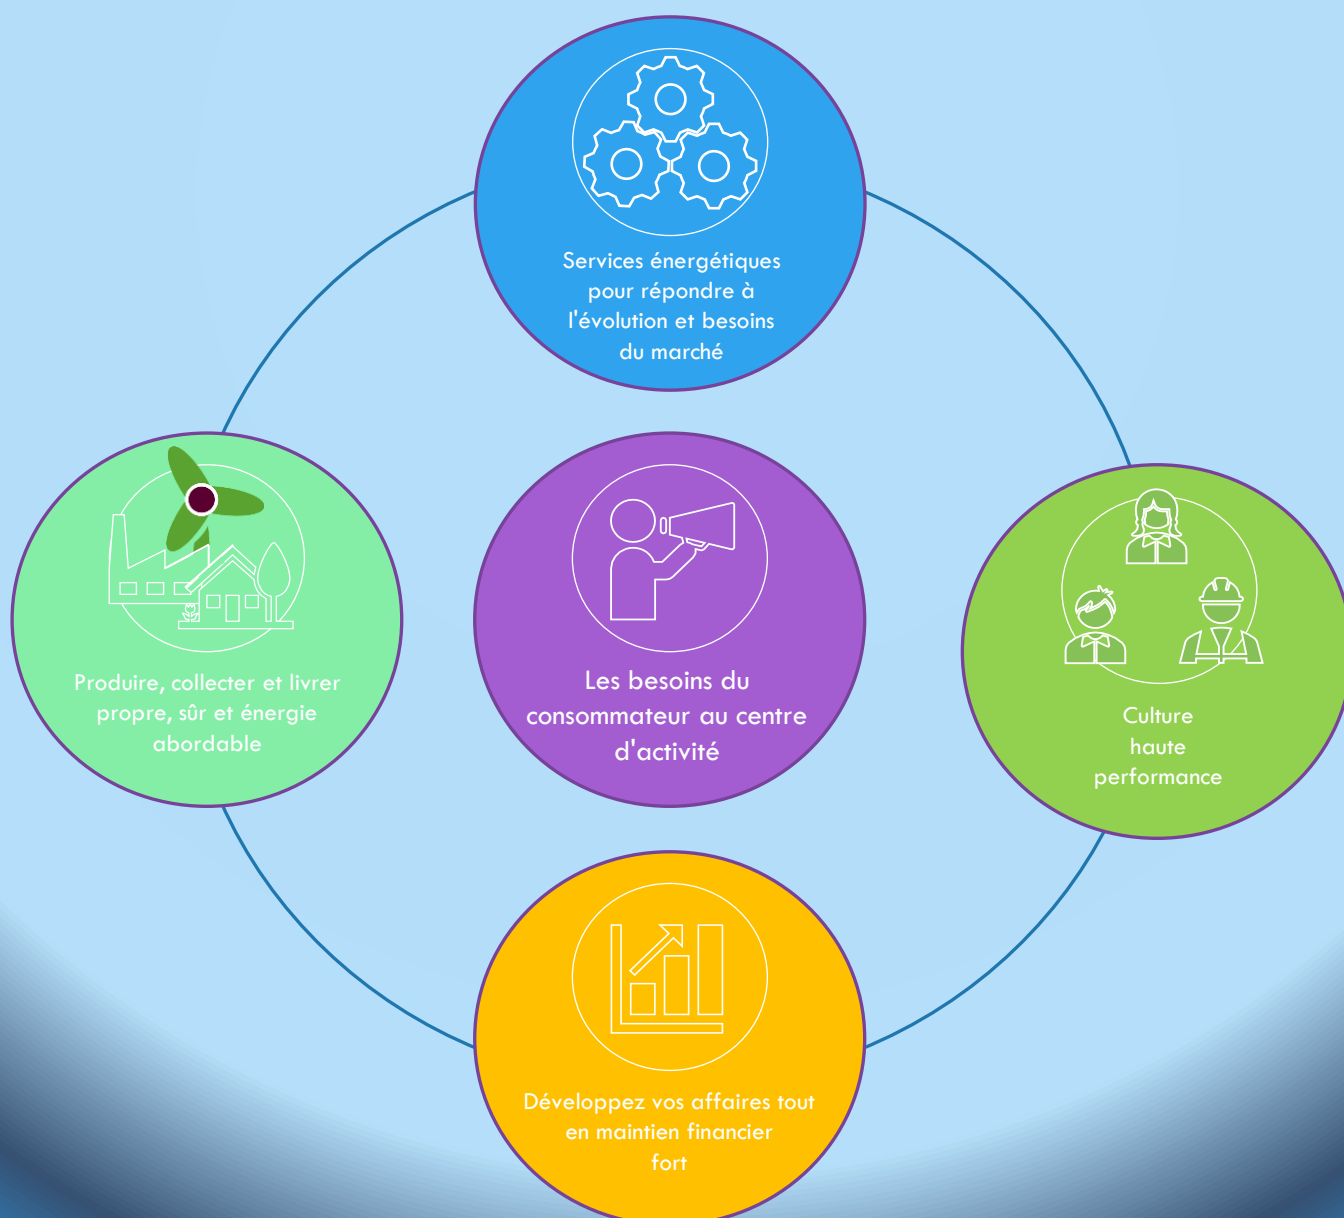 Services énergétiques
pour répondre à
l'évolution et besoins
du marché
Produire, collecter et livrer
propre, sûr et énergie
abordable
Les besoins du
consommateur au centre
d'activité
Culture
haute
performance
Développez vos affaires tout
en maintien financier
fort